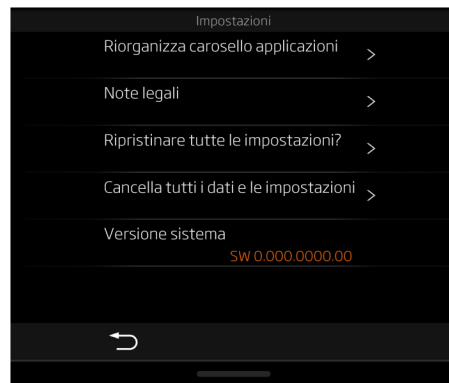 Impostazioni
Riorganizza carosello applicazioni
Note legali
Ripristinare tutte le impostazioni?
Cancella tutti i dati e le impostazioni
Versione sistema
SW 0.000.0000.00